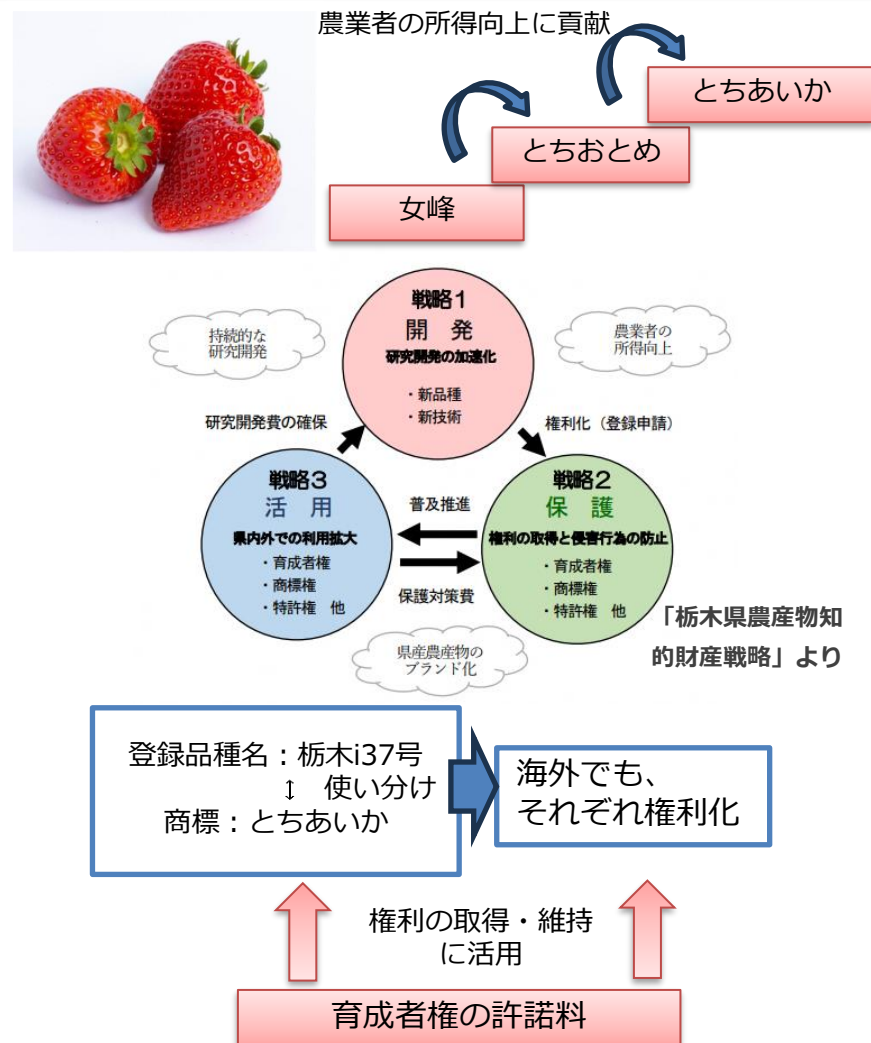 農業者の所得向上に貢献
とちあいか
とちおとめ
女峰
戦略1
開 発
研究開発の加速化
・新品種
・新技術
持続的な
研究開発
農業者の
所得向上
研究開発費の確保
権利化（登録申請）
戦略3
活 用
県内外での利用拡大
・育成者権
・商標権
・特許権 他
普及推進
保護対策費
戦略2
保 護
権利の取得と侵害行為の防止
・育成者権
・商標権
・特許権 他
県産農産物の
ブランド化
「栃木県農産物知
的財産戦略」より
登録品種名：栃木i37号
↕ 使い分け
商標：とちあいか
海外でも、
それぞれ権利化
権利の取得・維持
に活用
育成者権の許諾料